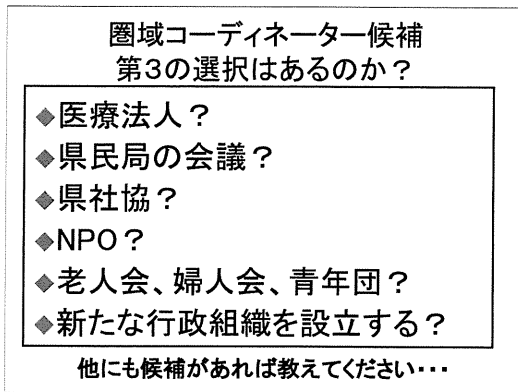 圏域コーディネーター候補
第3の選択はあるのか？
◆医療法人？
◆県民局の会議？
◆県社協？
◆NPO？
◆老人会、婦人会、青年団？
◆新たな行政組織を設立する？
他にも候補があれば教えてください・・・